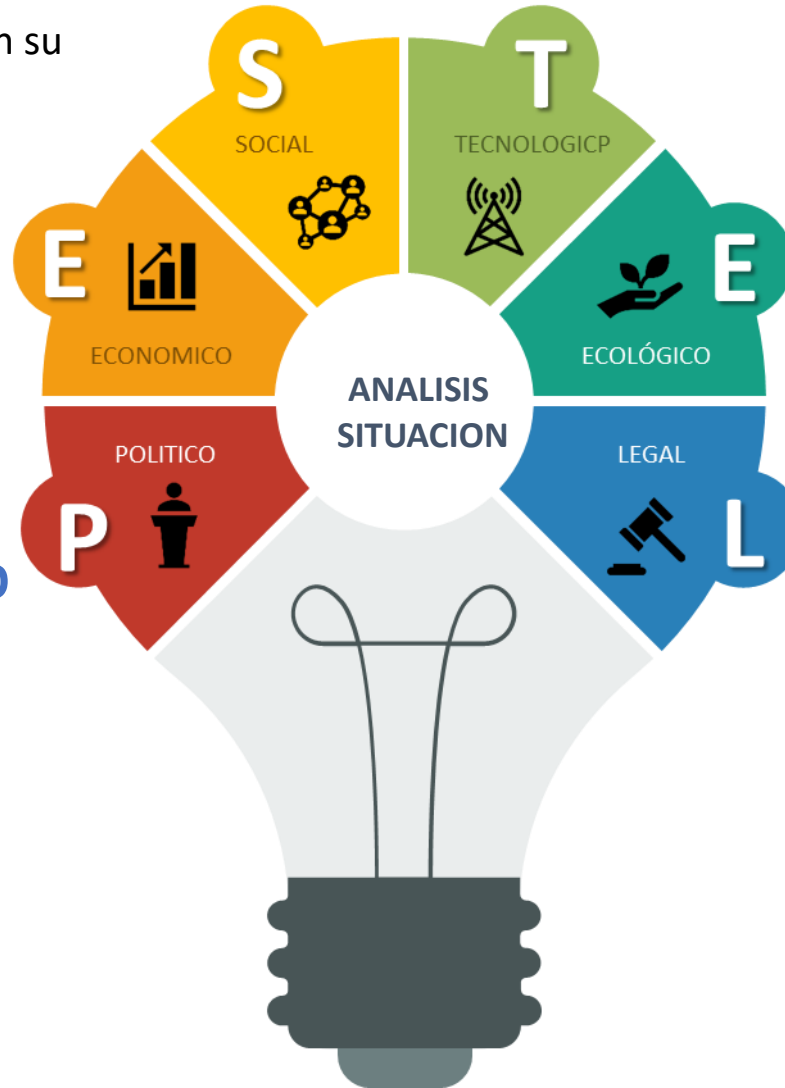 n su
S
T
SOCIAL
TECNOLOGICP
E
E
ECONOMICO
ECOLÓGICO
ANALISIS
SITUACION
POLITICO
LEGAL
P
L